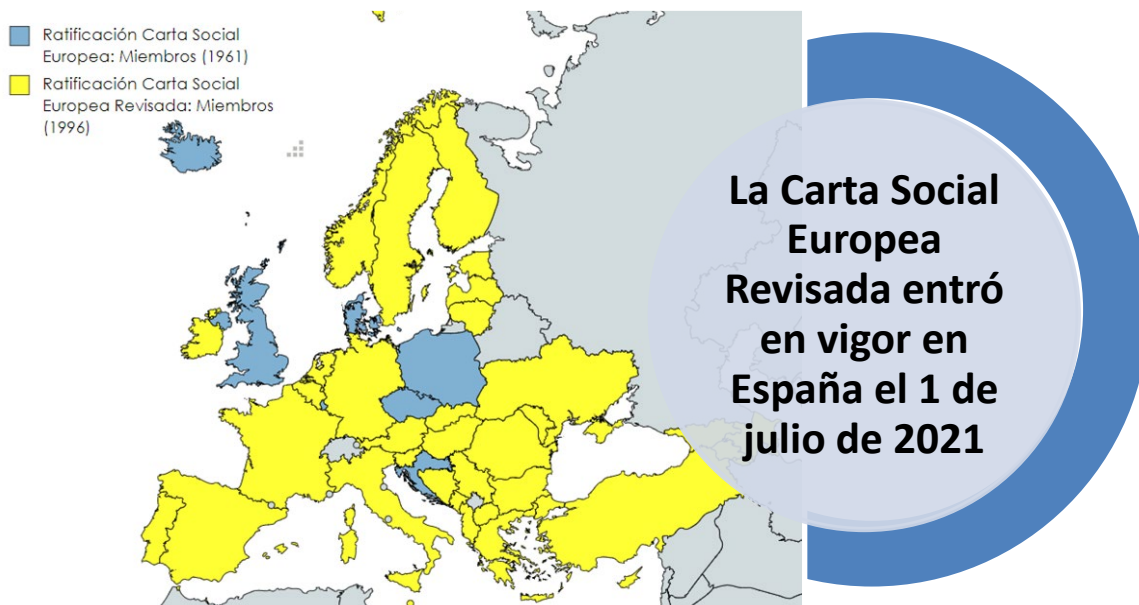 Ratificación Carta Social
Europea: Miembros (1961)
Ratificación Carta Social
Europea Revisada: Miembros
(1996)
La Carta Social
Europea
Revisada entró
en vigor en
España el 1 de
julio de 2021